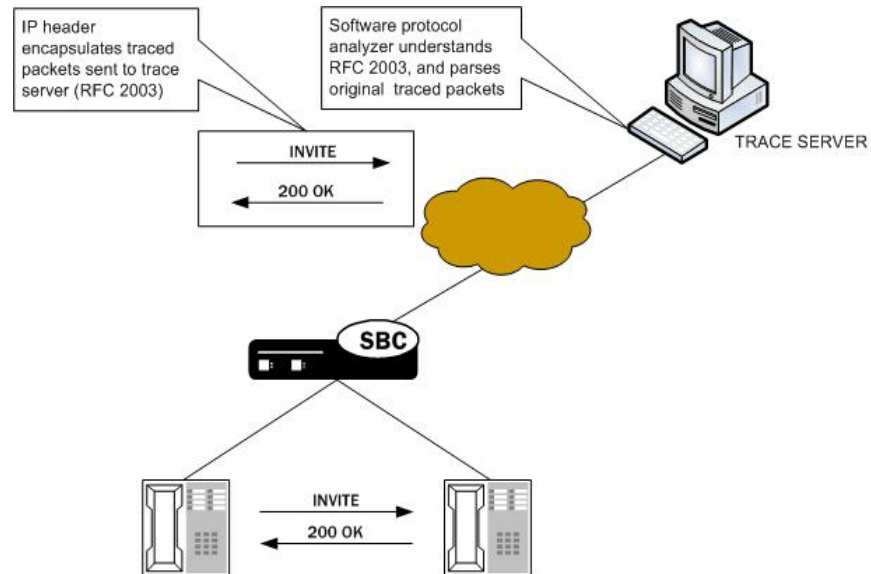 IP header
encapsulates traced
packets sent to trace
server (RFC 2003)
Software protocol
analyzer understands
RFC 2003, and parses
original traced packets
TRACE SERVER
INVITE
200 OK
SBC
INVITE
200 OK